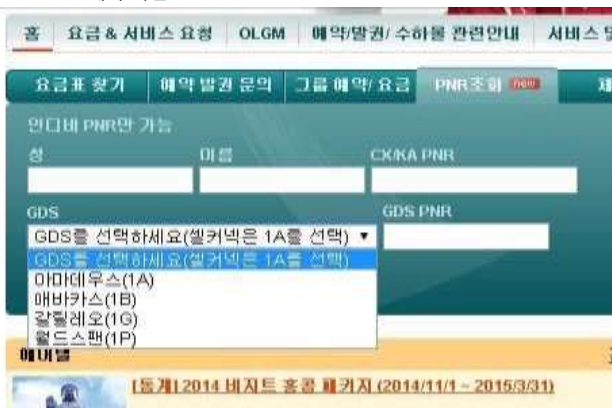 홈 요금 & 서비스 요청 OLGM 예약/발권/ 수하물 관련안내 서비스 및
요금표 찾기 예약 발권 문의 그룹 예약/ 요금 PNR조회 new
인디비 PNR만 가능
성 이름 CX/KA PNR
GDS GDS PNR
GDS를 선택하세요(셀커넥은 1A를 선택)
GDS를 선택하세요(셀커넥은 1A를 선택)
아마데우스(1A)
애바카스(1B)
갈릴레오(1G)
월드스팬(1P)
[동계] 2014 비지트 홍콩 패키지 (2014/11/1 ~ 2015/3/31)